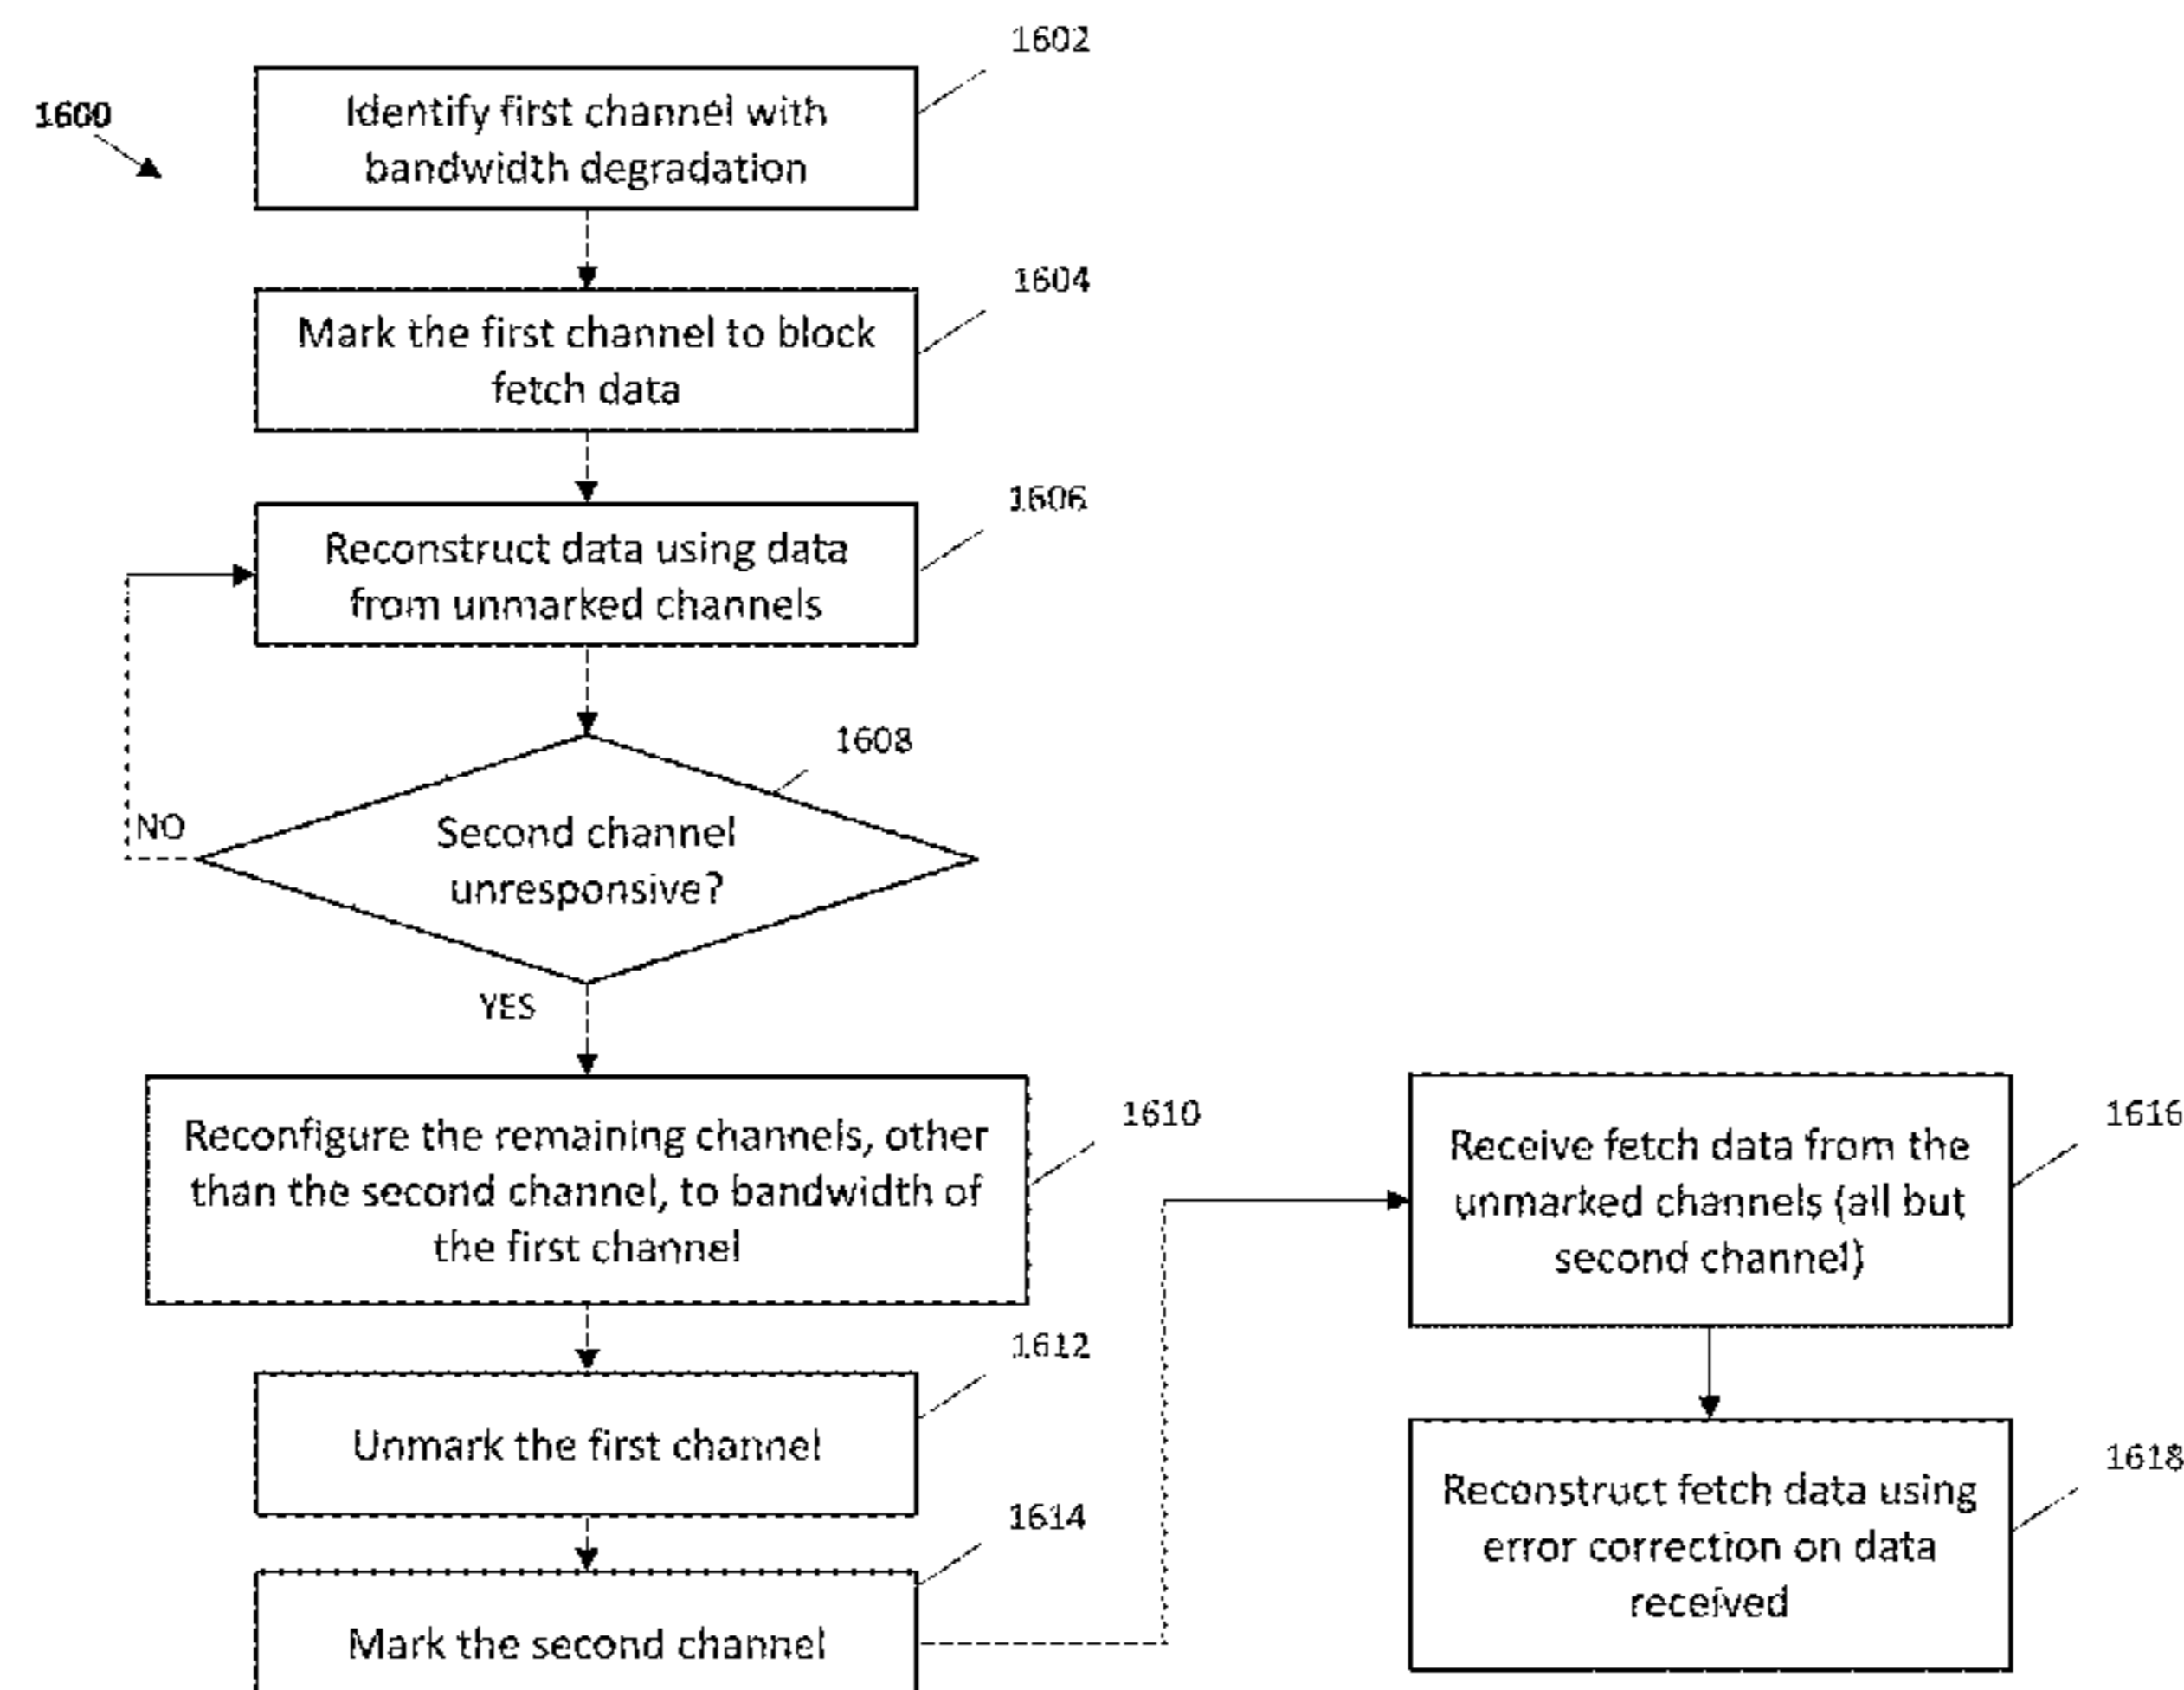 1602
1600
Identify first channel with
bandwidth degradation
1604
Mark the first channel to block
fetch data
1606
Reconstruct data using data
from unmarked channels
1608
NO
Second channel
unresponsive?
YES
1610
Reconfigure the remaining channels, other
than the second channel, to bandwidth of
the first channel
1612
Unmark the first channel
1614
Mark the second channel
1616
Receive fetch data from the
unmarked channels (all but
second channel)
1618
Reconstruct fetch data using
error correction on data
received